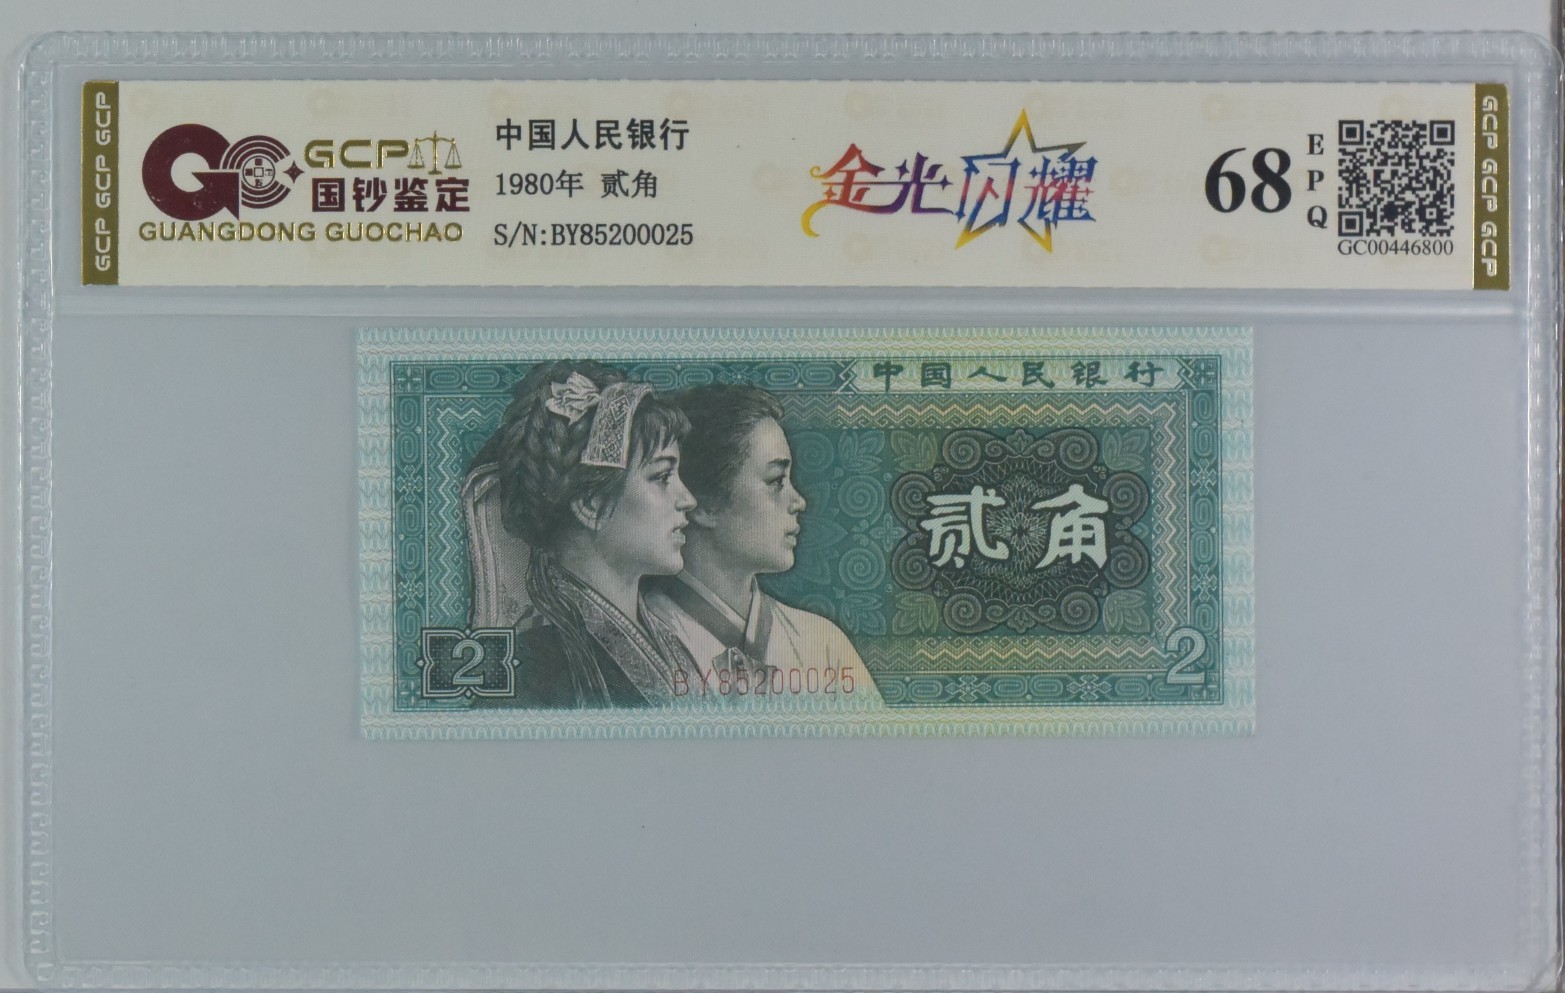 GCP GCP GCP
GCP
国钞鉴定
GUANGDONG GUOCHAO
中国人民银行
1980年 贰角
S/N:BY85200025
金光闪耀
68
EPQ
GC00446800
GCP GCP GCP
中国人民银行
贰角
2
BY85200025
2